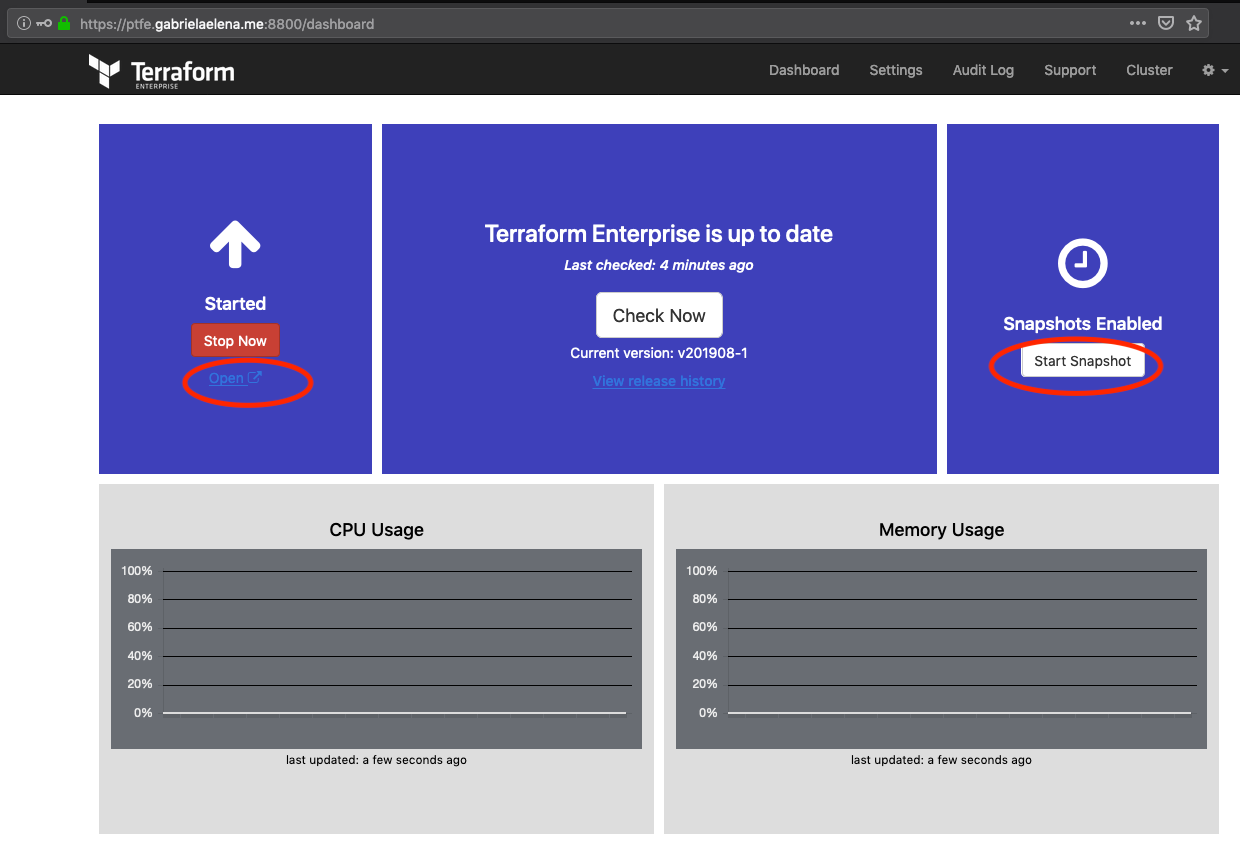 https://ptfe.gabrielaelena.me:8800/dashboard
Terraform
ENTERPRISE
Dashboard Settings Audit Log Support Cluster
Started
Stop Now
Open
Terraform Enterprise is up to date
Last checked: 4 minutes ago
Check Now
Current version: v201908-1
View release history
Snapshots Enabled
Start Snapshot
CPU Usage
100%
80%
60%
40%
20%
0%
last updated: a few seconds ago
Memory Usage
100%
80%
60%
40%
20%
0%
last updated: a few seconds ago